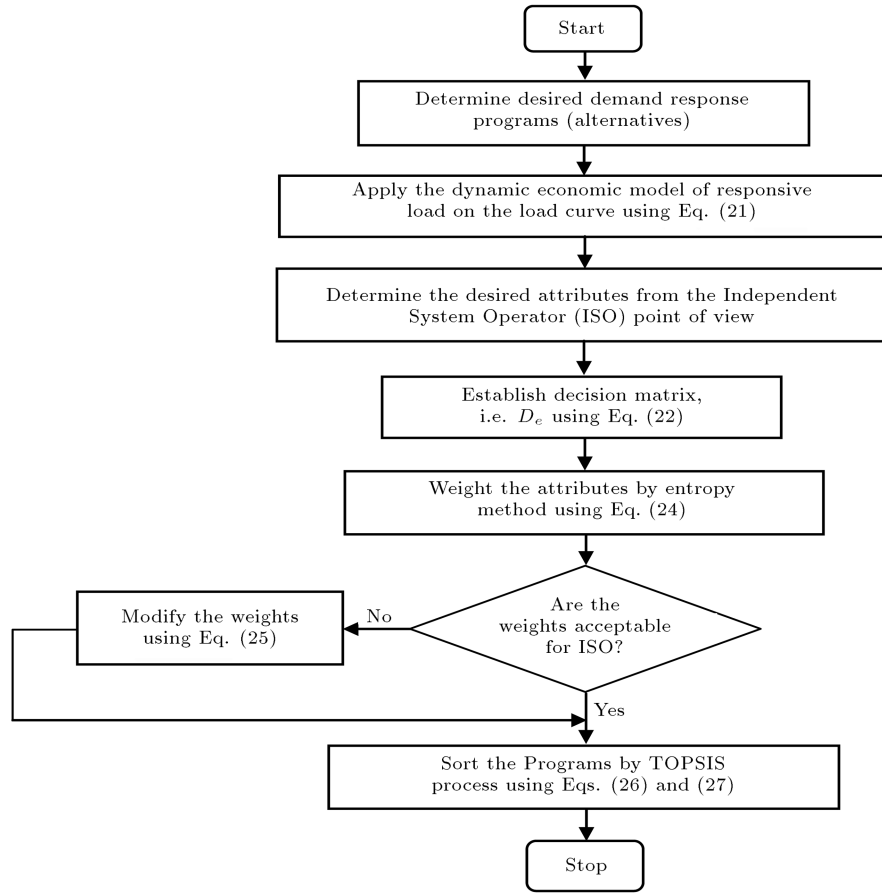 Start
Determine desired demand response
programs (alternatives)
Apply the dynamic economic model of responsive
load on the load curve using Eq. (21)
Determine the desired attributes from the Independent
System Operator (ISO) point of view
Establish decision matrix,
i.e. Dₑ using Eq. (22)
Weight the attributes by entropy
method using Eq. (24)
Are the
weights acceptable
for ISO?
No
Modify the weights
using Eq. (25)
Yes
Sort the Programs by TOPSIS
process using Eqs. (26) and (27)
Stop